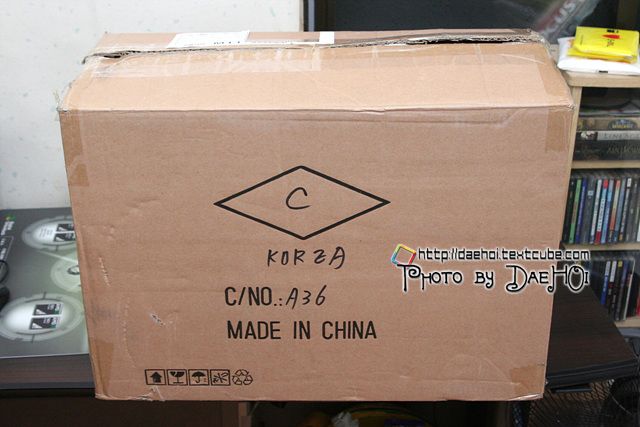 C
KORZA
C/NO.:A36
MADE IN CHINA
http://daehoi.textcube.com
PHOTO BY DAEHOI